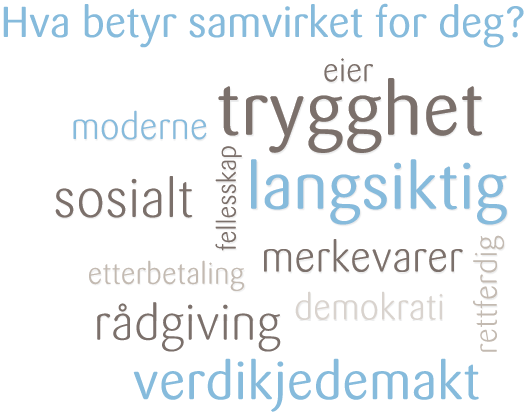 Hva betyr samvirket for deg?
eier
trygghet
moderne
fellesskap
langsiktig
sosialt
merkevarer
rettferdig
etterbetaling
demokrati
rådgiving
verdikjedemakt